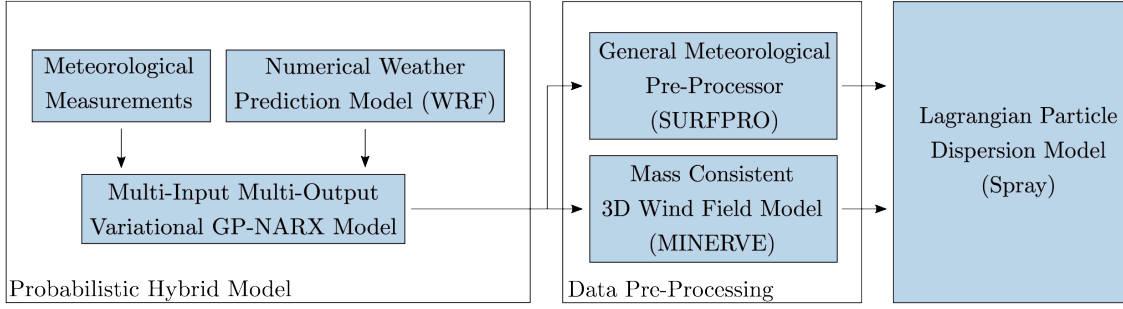 Meteorological
Measurements
Numerical Weather
Prediction Model (WRF)
Multi-Input Multi-Output
Variational GP-NARX Model
Probabilistic Hybrid Model
General Meteorological
Pre-Processor
(SURFPRO)
Mass Consistent
3D Wind Field Model
(MINERVE)
Data Pre-Processing
Lagrangian Particle
Dispersion Model
(Spray)